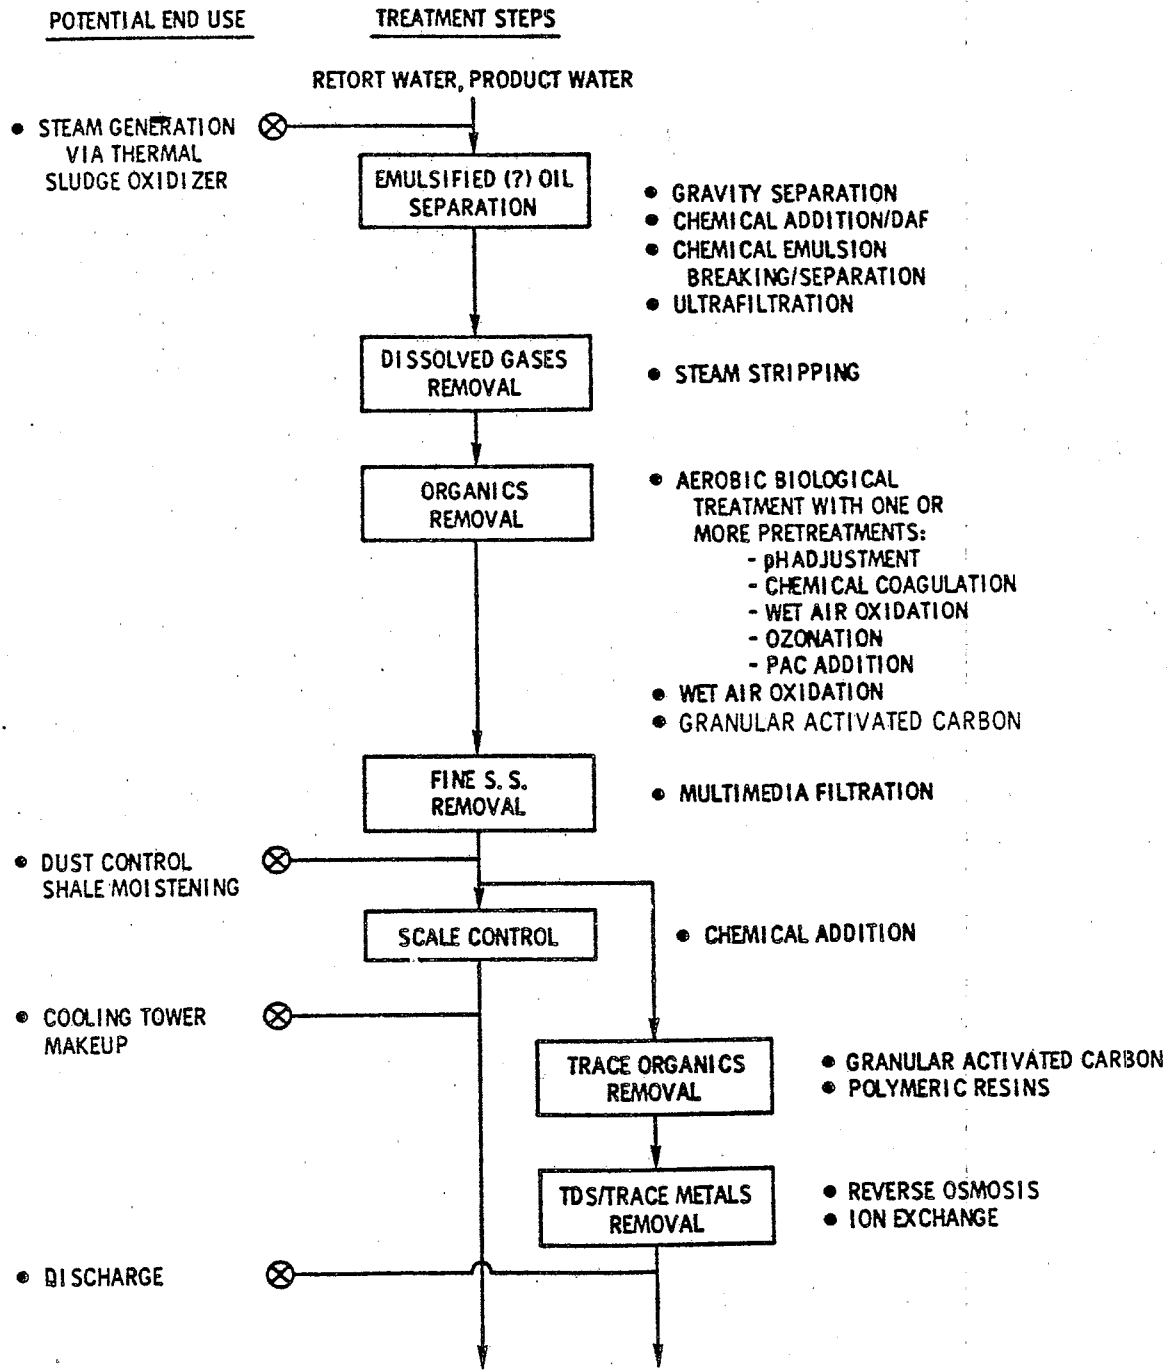 POTENTIAL END USE
TREATMENT STEPS
RETORT WATER, PRODUCT WATER
• STEAM GENERATION
VIA THERMAL
SLUDGE OXIDIZER
EMULSIFIED (?) OIL
SEPARATION
• GRAVITY SEPARATION
• CHEMICAL ADDITION/DAF
• CHEMICAL EMULSION
BREAKING/SEPARATION
• ULTRAFILTRATION
DISSOLVED GASES
REMOVAL
• STEAM STRIPPING
ORGANICS
REMOVAL
• AEROBIC BIOLOGICAL
TREATMENT WITH ONE OR
MORE PRETREATMENTS:
- pH ADJUSTMENT
- CHEMICAL COAGULATION
- WET AIR OXIDATION
- OZONATION
- PAC ADDITION
• WET AIR OXIDATION
• GRANULAR ACTIVATED CARBON
FINE S. S.
REMOVAL
• MULTIMEDIA FILTRATION
• DUST CONTROL
SHALE MOISTENING
SCALE CONTROL
• CHEMICAL ADDITION
• COOLING TOWER
MAKEUP
TRACE ORGANICS
REMOVAL
• GRANULAR ACTIVATED CARBON
• POLYMERIC RESINS
TDS/TRACE METALS
REMOVAL
• REVERSE OSMOSIS
• ION EXCHANGE
• DISCHARGE